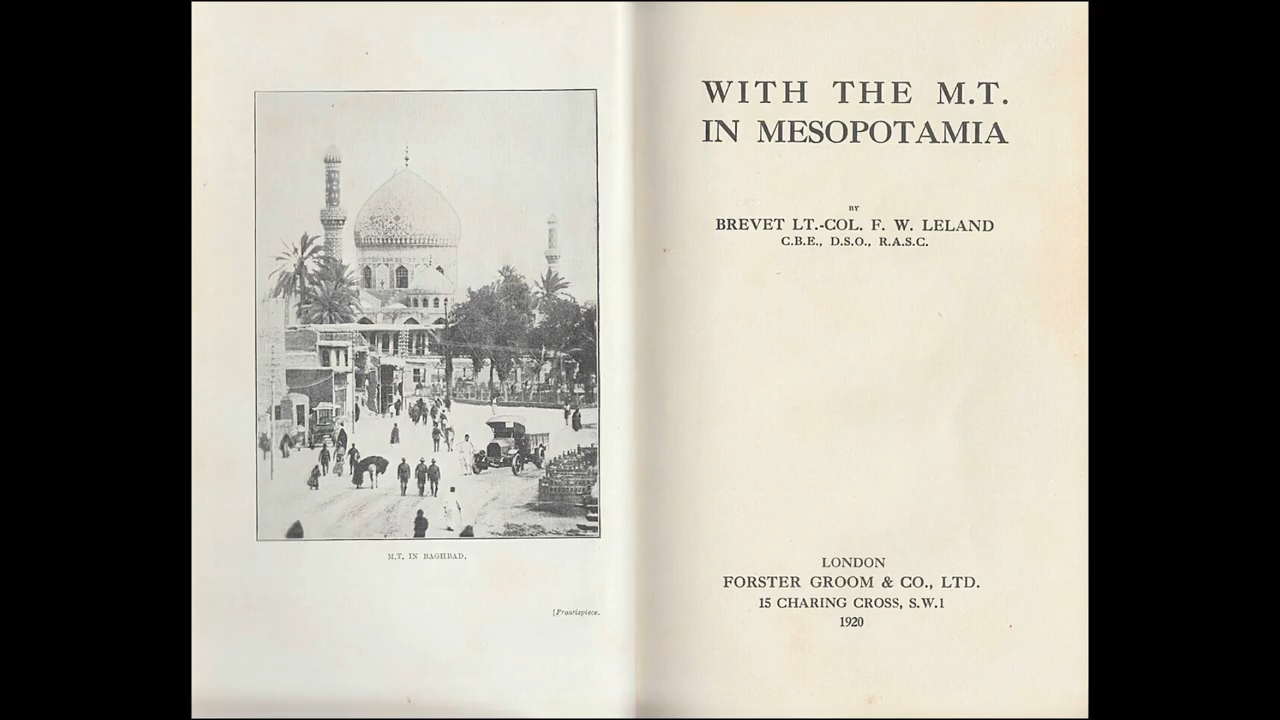 M.T. IN BAGHDAD.
[Frontispiece.
WITH THE M.T.
IN MESOPOTAMIA
BY
BREVET LT.-COL. F. W. LELAND
C.B.E., D.S.O., R.A.S.C.
LONDON
FORSTER GROOM & CO., LTD.
15 CHARING CROSS, S.W.1
1920